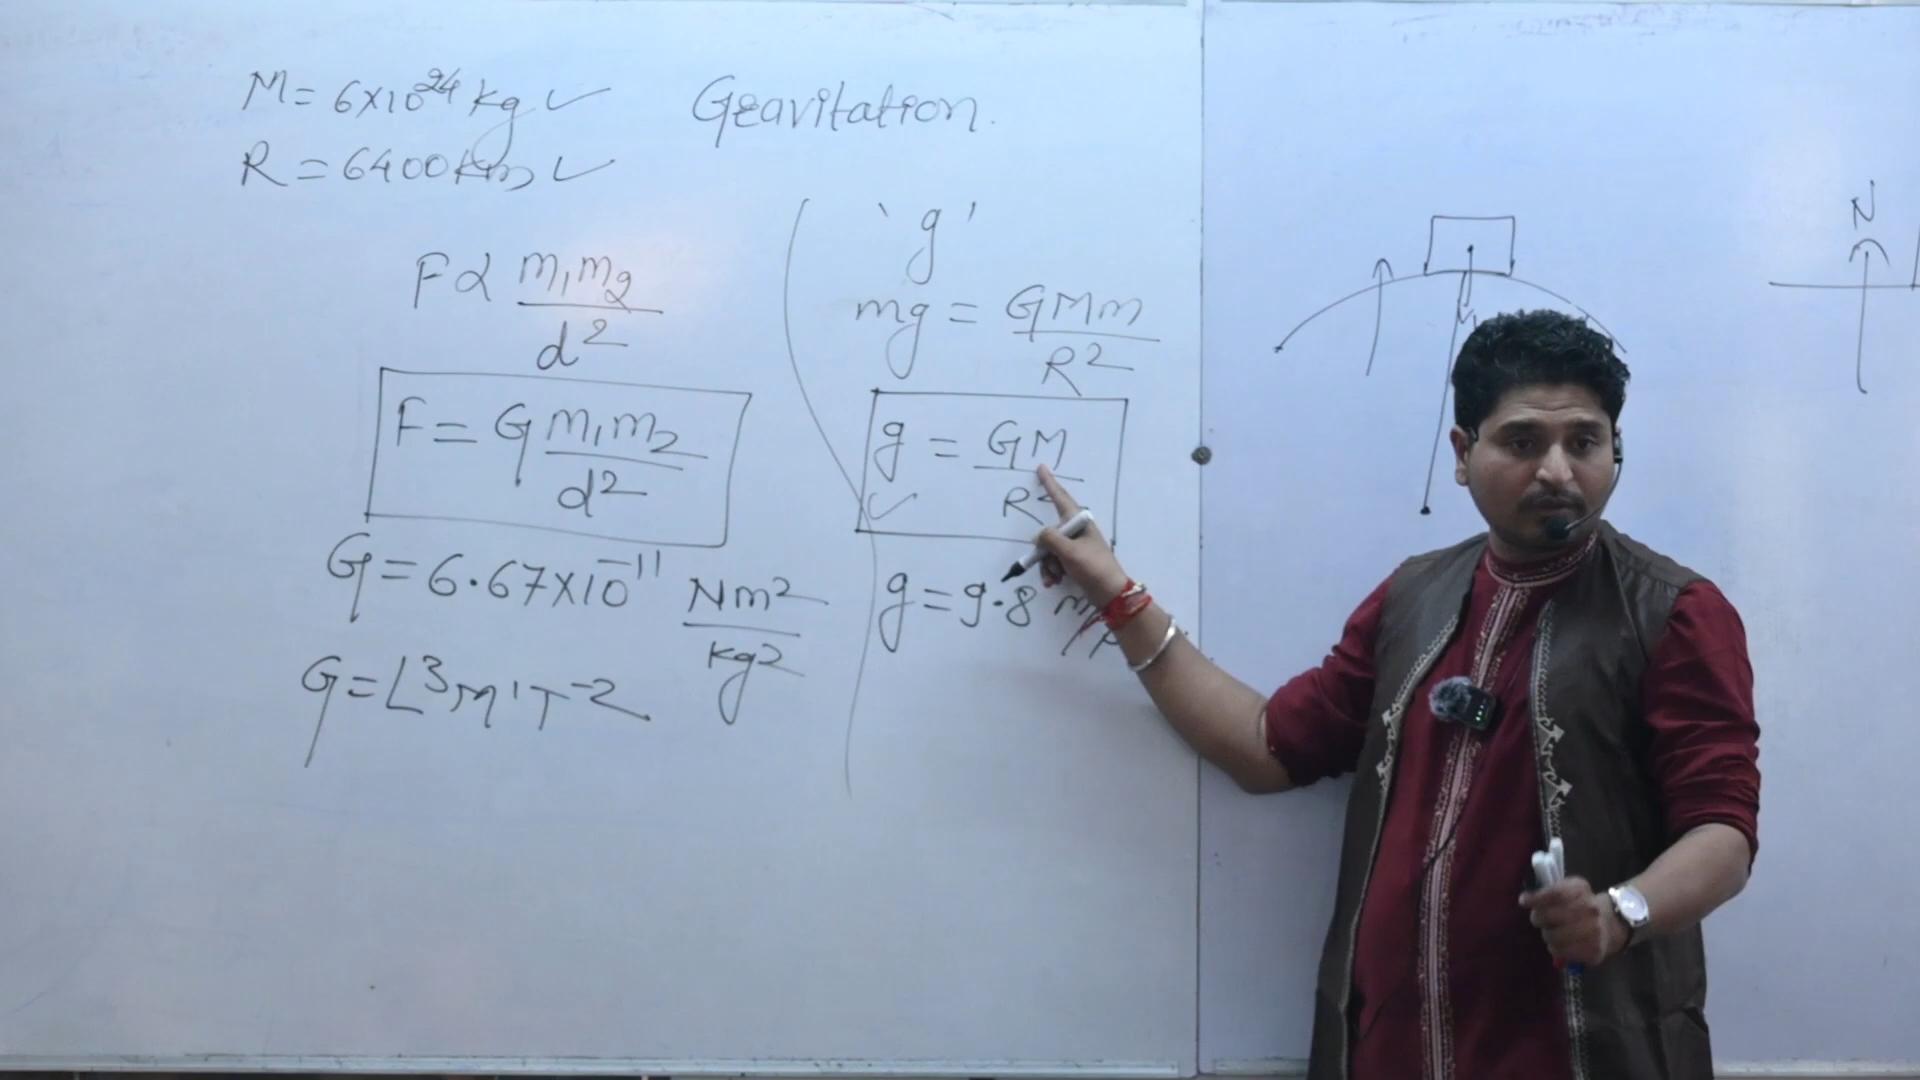 M = 6×10²⁴ kg ✓
R = 6400 km ✓
Gravitation.
F ∝ m₁m₂ / d²
F = G m₁m₂ / d²
G = 6.67×10⁻¹¹ Nm² / kg²
G = L³M⁻¹T⁻²
'g'
mg = GMm / R²
g = GM / R²
✓
g = 9.8 m/
N